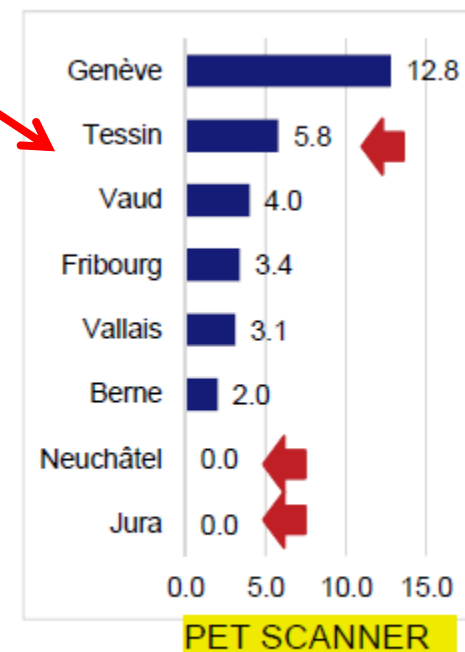 Genève 12.8
Tessin 5.8
Vaud 4.0
Fribourg 3.4
Vallais 3.1
Berne 2.0
Neuchâtel 0.0
Jura 0.0
0.0 5.0 10.0 15.0
PET SCANNER